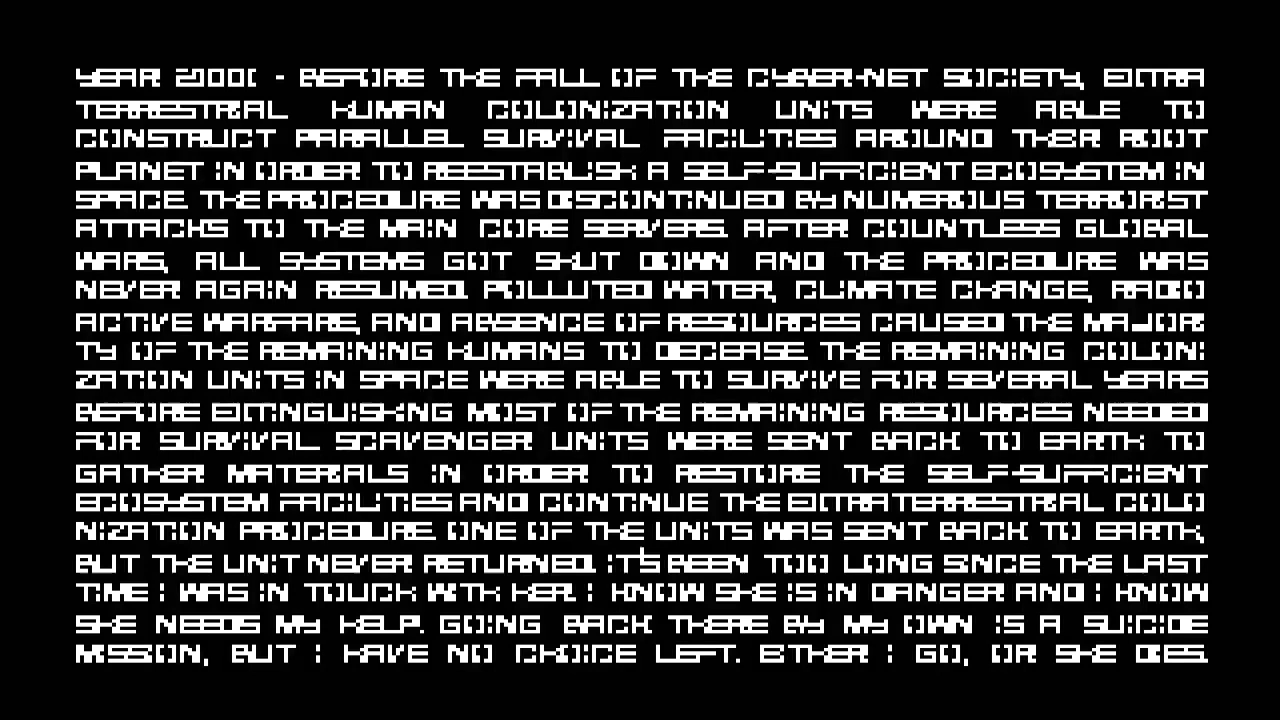 YEAR 21000 - BEFORE THE FALL OF THE CYBER-NET SOCIETY, EXTRA
TERRESTRIAL HUMAN COLONIZATION UNITS WERE ABLE TO
CONSTRUCT PARALLEL SURVIVAL FACILITIES AROUND THEIR ROOT
PLANET IN ORDER TO REESTABLISH A SELF-SUFFICIENT ECOSYSTEM IN
SPACE. THE PROCEDURE WAS DISCONTINUED BY NUMEROUS TERRORIST
ATTACKS TO THE MAIN CORE SERVERS. AFTER COUNTLESS GLOBAL
WARS, ALL SYSTEMS GOT SHUT DOWN AND THE PROCEDURE WAS
NEVER AGAIN RESUMED. POLLUTED WATER, CLIMATE CHANGE, RADIO
ACTIVE WARFARE, AND ABSENCE OF RESOURCES CAUSED THE MAJORI
TY OF THE REMAINING HUMANS TO DECEASE. THE REMAINING COLONI
ZATION UNITS IN SPACE WERE ABLE TO SURVIVE FOR SEVERAL YEARS
BEFORE EXTINGUISHING MOST OF THE REMAINING RESOURCES NEEDED
FOR SURVIVAL. SCAVENGER UNITS WERE SENT BACK TO EARTH TO
GATHER MATERIALS IN ORDER TO RESTORE THE SELF-SUFFICIENT
ECOSYSTEM FACILITIES AND CONTINUE THE EXTRATERRESTRIAL COLO
NIZATION PROCEDURE. ONE OF THE UNITS WAS SENT BACK TO EARTH,
BUT THE UNIT NEVER RETURNED. IT'S BEEN TOO LONG SINCE THE LAST
TIME I WAS IN TOUCH WITH HER. I KNOW SHE IS IN DANGER AND I KNOW
SHE NEEDS MY HELP. GOING BACK THERE BY MY OWN IS A SUICIDE
MISSION, BUT I HAVE NO CHOICE LEFT. EITHER I GO, OR SHE DIES.